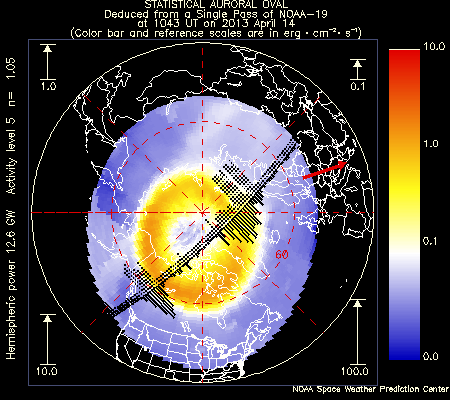 STATISTICAL AURORAL OVAL
Deduced from a Single Pass of NOAA-19
at 1043 UT on 2013 April 14
(Color bar and reference scales are in erg·cm⁻²·s⁻¹)
Hemispheric power 12.6 GW Activity level 5 n= 1.05
1.0
0.1
10.0
1.0
0.1
0.0
60
10.0
100.0
NOAA Space Weather Prediction Center